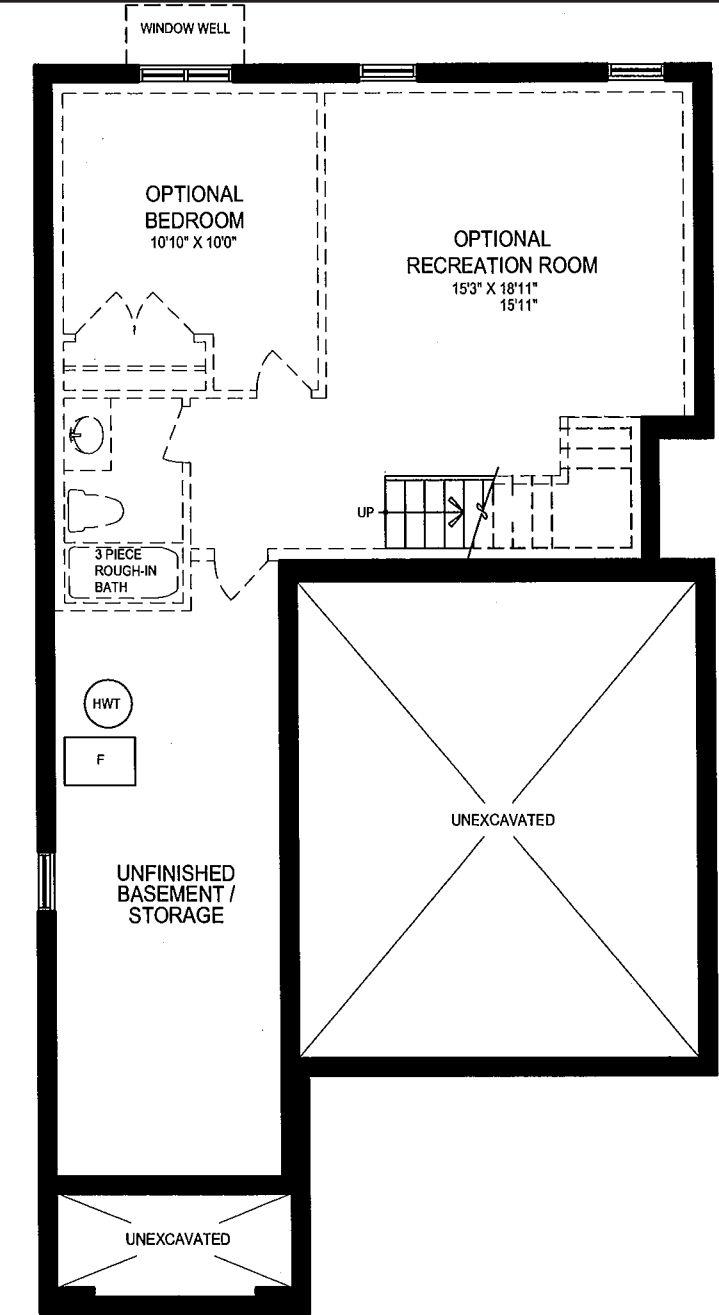 WINDOW WELL
OPTIONAL
BEDROOM
10'10" X 10'0"
OPTIONAL
RECREATION ROOM
15'3" X 18'11"
15'11"
UP
3 PIECE
ROUGH-IN
BATH
HWT
F
UNEXCAVATED
UNFINISHED
BASEMENT /
STORAGE
UNEXCAVATED